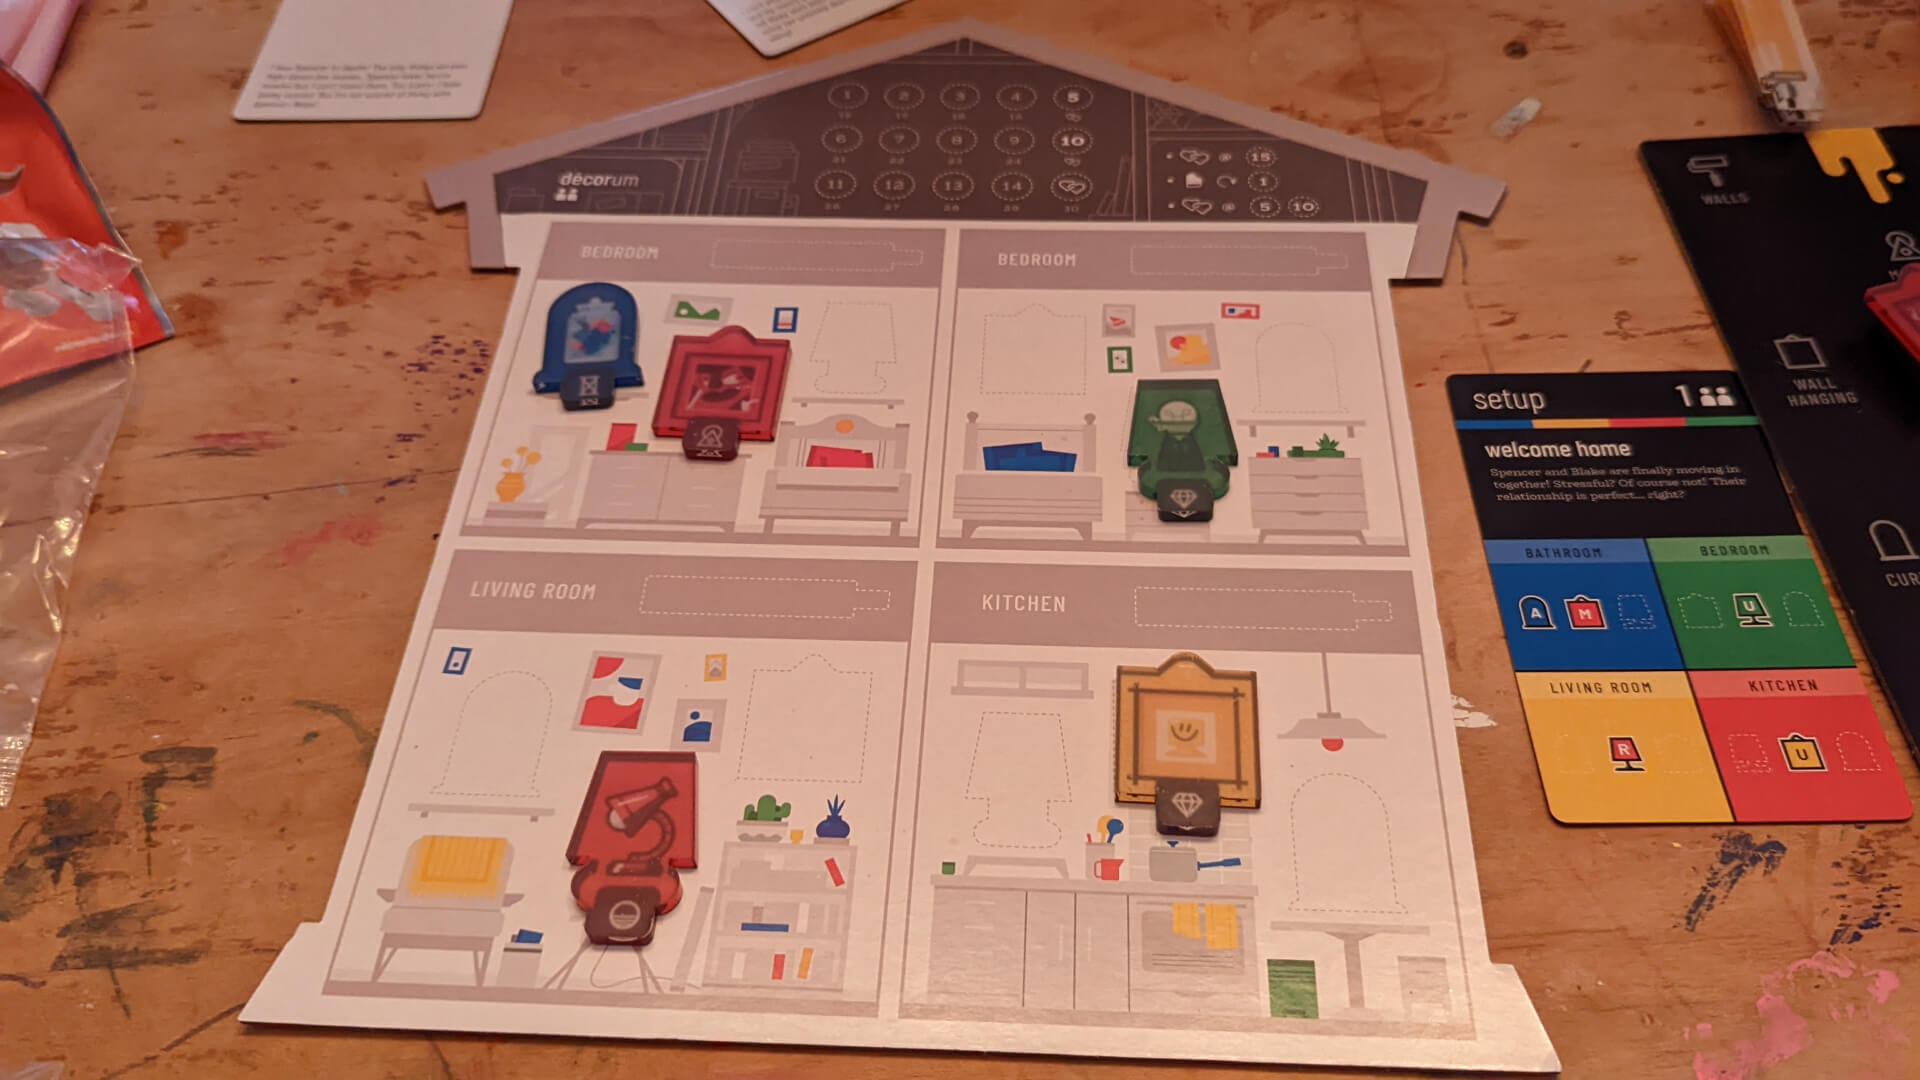 décorum
1 2 3 4 5
6 7 8 9 10
11 12 13 14
15
1
5 10
BEDROOM
BEDROOM
LIVING ROOM
KITCHEN
setup 1
welcome home
Spencer and Blake are finally moving in
together! Stressful? Of course not! Their
relationship is perfect... right?
BATHROOM
BEDROOM
A M
U
LIVING ROOM
KITCHEN
R
U
WALLS
WALL
HANGING
CUR